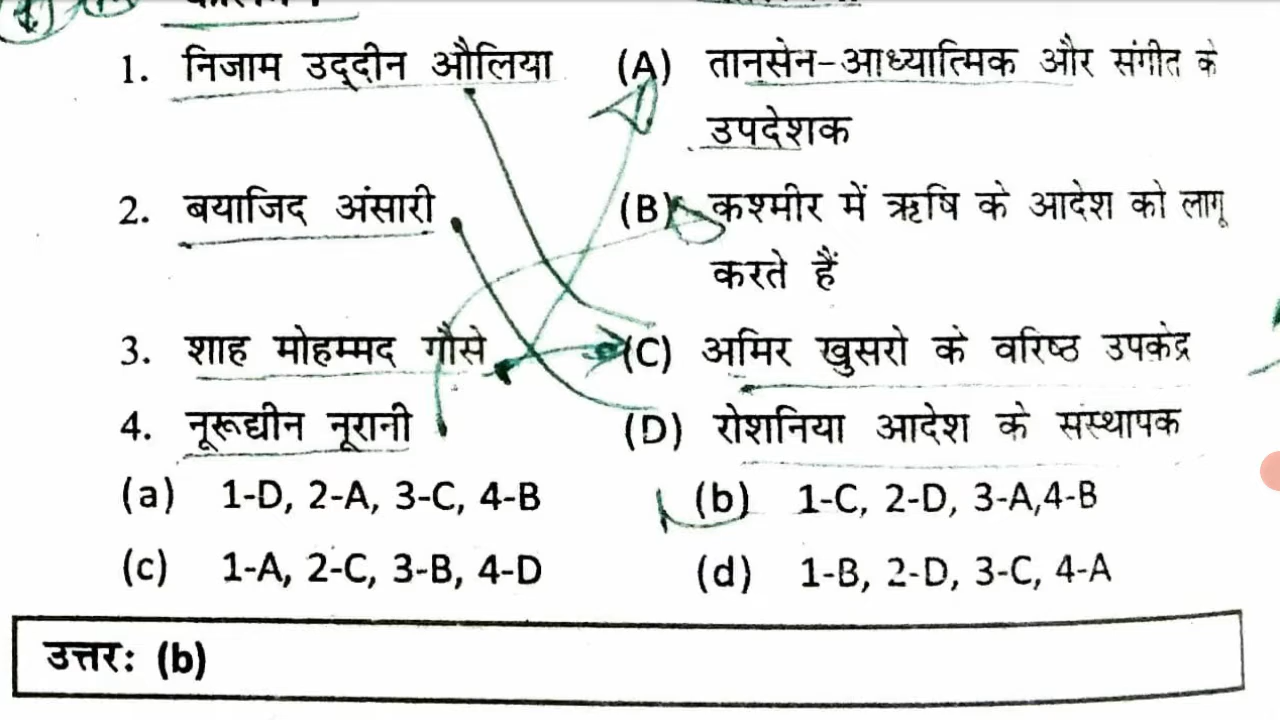 1. निजाम उद्दीन औलिया (A) तानसेन-आध्यात्मिक और संगीत के
उपदेशक
2. बयाजिद अंसारी (B) कश्मीर में ऋषि के आदेश को लागू
करते हैं
3. शाह मोहम्मद गौसे (C) अमिर खुसरो के वरिष्ठ उपकेद्र
4. नूरूद्यीन नूरानी (D) रोशनिया आदेश के संस्थापक
(a) 1-D, 2-A, 3-C, 4-B (b) 1-C, 2-D, 3-A,4-B
(c) 1-A, 2-C, 3-B, 4-D (d) 1-B, 2-D, 3-C, 4-A
उत्तरः (b)